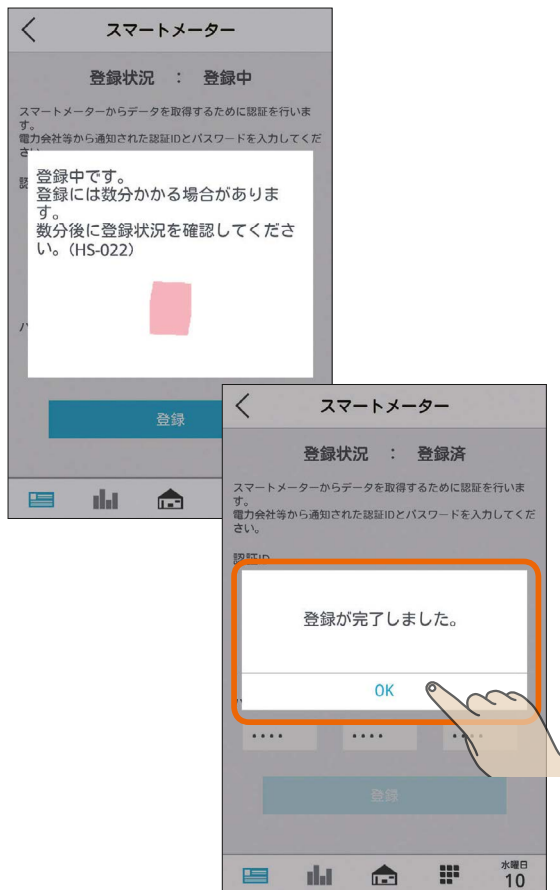 スマートメーター
登録状況 : 登録中
スマートメーターからデータを取得するために認証を行いま
す。
電力会社等から通知された認証IDとパスワードを入力してくだ
さい。
登録中です。
登録には数分かかる場合がありま
す。
数分後に登録状況を確認してくださ
い。(HS-022)
登録
スマートメーター
登録状況 : 登録済
スマートメーターからデータを取得するために認証を行いま
す。
電力会社等から通知された認証IDとパスワードを入力してくだ
さい。
認証ID
登録が完了しました。
OK
•••• •••• ••••
登録
水曜日
10